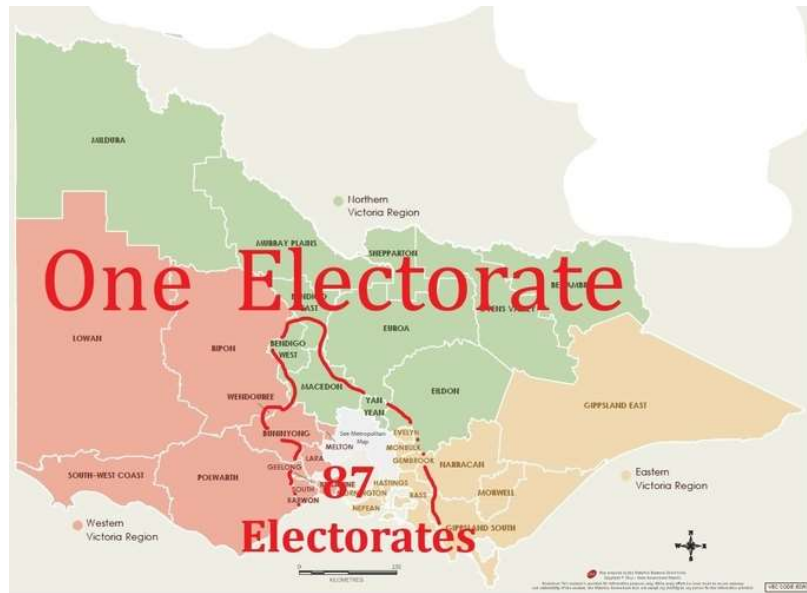 MILDURA
Northern
Victoria Region
MURRAY PLAINS
SHEPPARTON
One Electorate
EUROA
LOWAN
RIPON
BENDIGO
WEST
EILDON
WENDOUREE
MACEDON
GIPPSLAND EAST
YAN
YEAN
BUNINYONG
See Metropolitan
Map
EVELYN
MELTON
MONBULK
LARA
GEMBROOK
NARRACAN
SOUTH-WEST COAST
POLWARTH
GEELONG
87
HASTINGS
Eastern
Victoria Region
SOUTH
BARWON
BASS
MORWELL
NEPEAN
Western
Victoria Region
GIPPSLAND SOUTH
Electorates
KILOMETRES